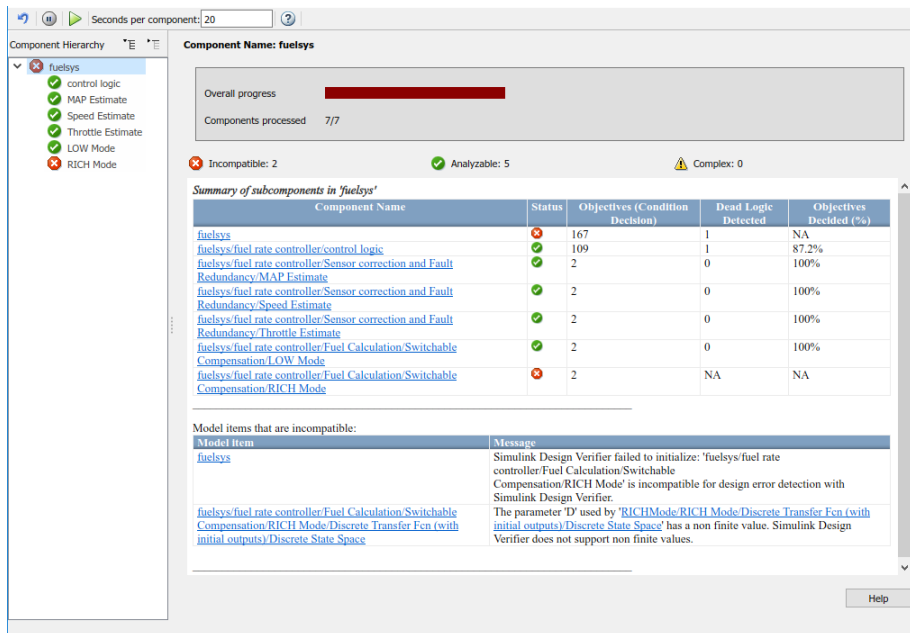 Seconds per component: 20
Component Hierarchy
Component Name: fuelsys
fuelsys
control logic
MAP Estimate
Speed Estimate
Throttle Estimate
LOW Mode
RICH Mode
Overall progress
Components processed 7/7
Incompatible: 2 Analyzable: 5 Complex: 0
Summary of subcomponents in 'fuelsys'
Component Name Status Objectives (Condition Decision) Dead Logic Detected Objectives Decided (%)
fuelsys 167 1 NA
fuelsys/fuel rate controller/control logic 109 1 87.2%
fuelsys/fuel rate controller/Sensor correction and Fault 2 0 100%
Redundancy/MAP Estimate
fuelsys/fuel rate controller/Sensor correction and Fault 2 0 100%
Redundancy/Speed Estimate
fuelsys/fuel rate controller/Sensor correction and Fault 2 0 100%
Redundancy/Throttle Estimate
fuelsys/fuel rate controller/Fuel Calculation/Switchable 2 0 100%
Compensation/LOW Mode
fuelsys/fuel rate controller/Fuel Calculation/Switchable 2 NA NA
Compensation/RICH Mode
Model items that are incompatible:
Model item Message
fuelsys
Simulink Design Verifier failed to initialize: 'fuelsys/fuel rate
controller/Fuel Calculation/Switchable
Compensation/RICH Mode' is incompatible for design error detection with
Simulink Design Verifier.
fuelsys/fuel rate controller/Fuel Calculation/Switchable
Compensation/RICH Mode/Discrete Transfer Fcn (with
initial outputs)/Discrete State Space
The parameter 'D' used by 'RICHMode/RICH Mode/Discrete Transfer Fcn (with
initial outputs)/Discrete State Space' has a non finite value. Simulink Design
Verifier does not support non finite values.
Help